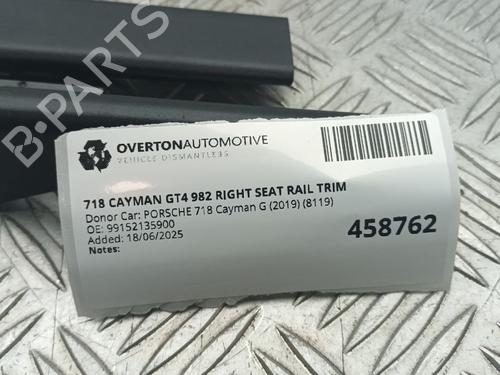 B-PARTS
OVERTONAUTOMOTIVE
VEHICLE DISMANTLERS
718 CAYMAN GT4 982 RIGHT SEAT RAIL TRIM
Donor Car: PORSCHE 718 Cayman G (2019) (8119)
OE: 99152135900
Added: 18/06/2025
Notes:
458762